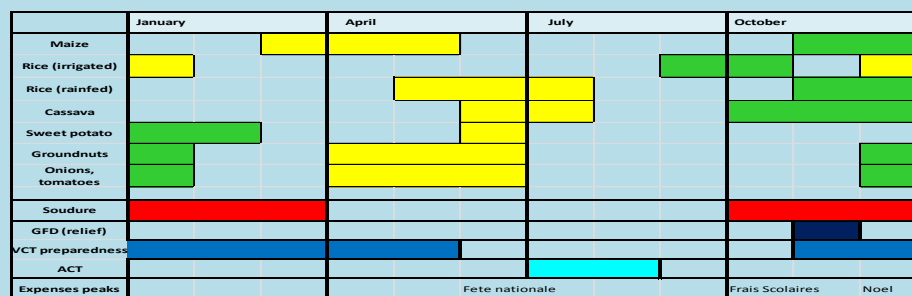 January April July October
Maize
Rice (irrigated)
Rice (rainfed)
Cassava
Sweet potato
Groundnuts
Onions,
tomatoes
Soudure
GFD (relief)
VCT preparedness
ACT
Expenses peaks Fete nationale Frais Scolaires Noel